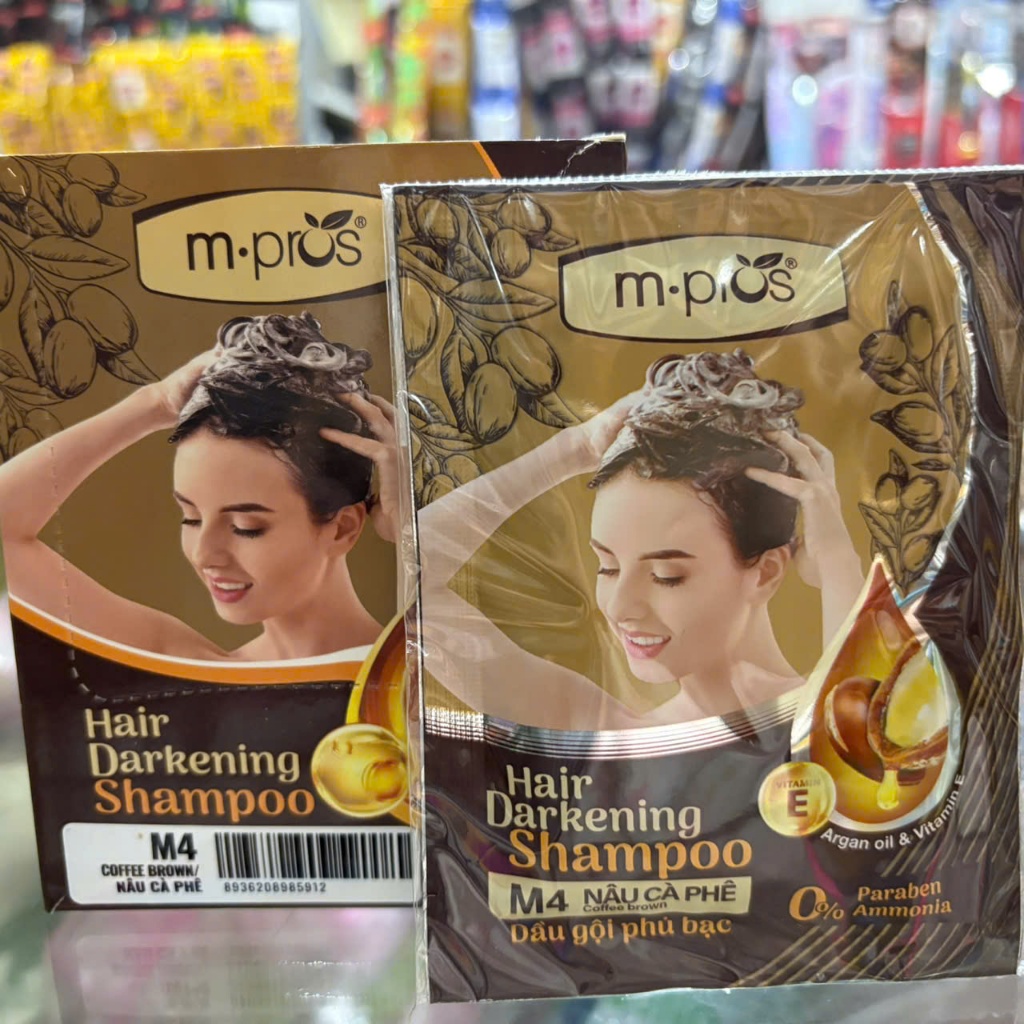 m·pros®
Hair
Darkening
Shampoo
M4
COFFEE BROWN/
NÂU CÀ PHÊ
8936208985912
m·pros®
VITAMIN
E
Argan oil & Vitamin E
Hair
Darkening
Shampoo
M4 NÂU CÀ PHÊ
Coffee brown
Dầu gội phủ bạc
0% Paraben
Ammonia